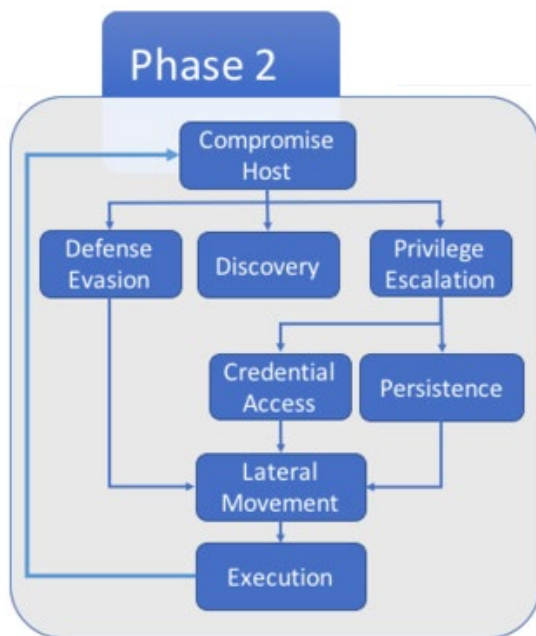 Phase 2
Compromise
Host
Defense
Evasion
Discovery
Privilege
Escalation
Credential
Access
Persistence
Lateral
Movement
Execution